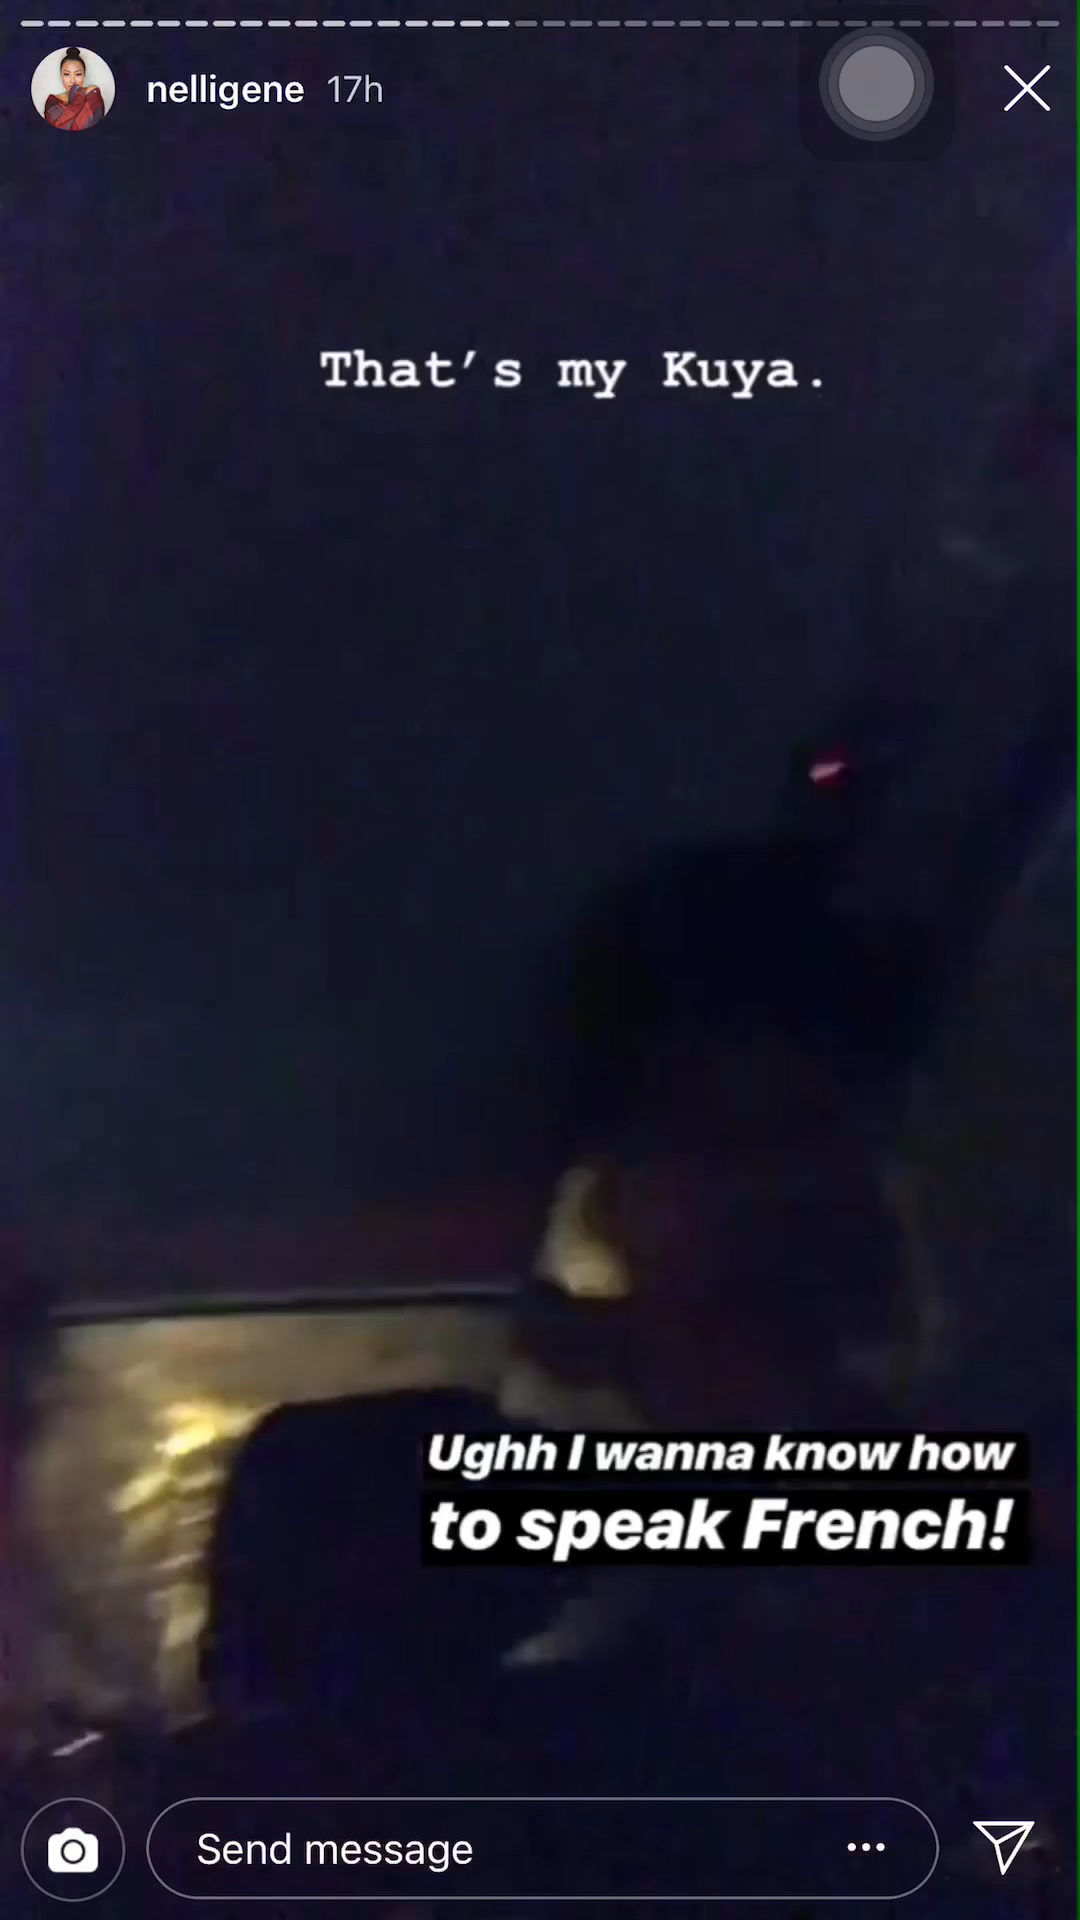 nelligene 17h
That's my Kuya.
Ughh I wanna know how
to speak French!
Send message